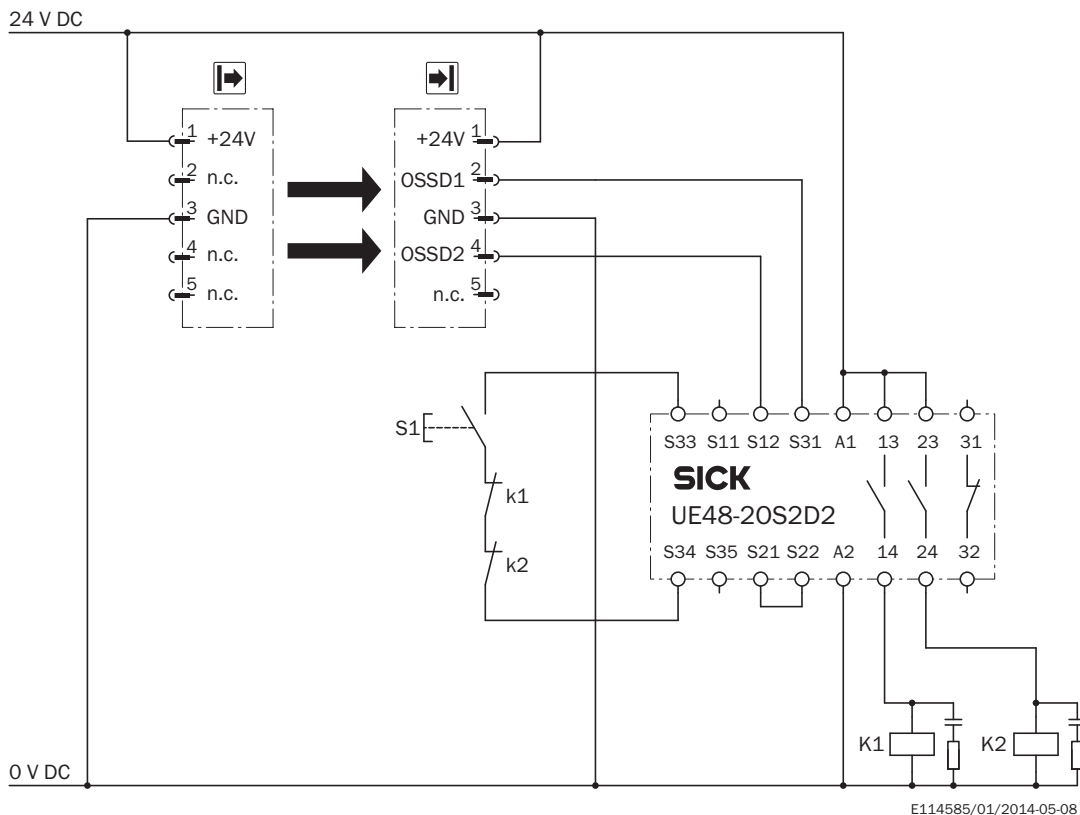 24 V DC
1 +24V
2 n.c.
3 GND
4 n.c.
5 n.c.
+24V 1
OSSD1 2
GND 3
OSSD2 4
n.c. 5
S1
k1
k2
S33 S11 S12 S31 A1 13 23 31
SICK
UE48-2OS2D2
S34 S35 S21 S22 A2 14 24 32
K1
K2
0 V DC
E114585/01/2014-05-08